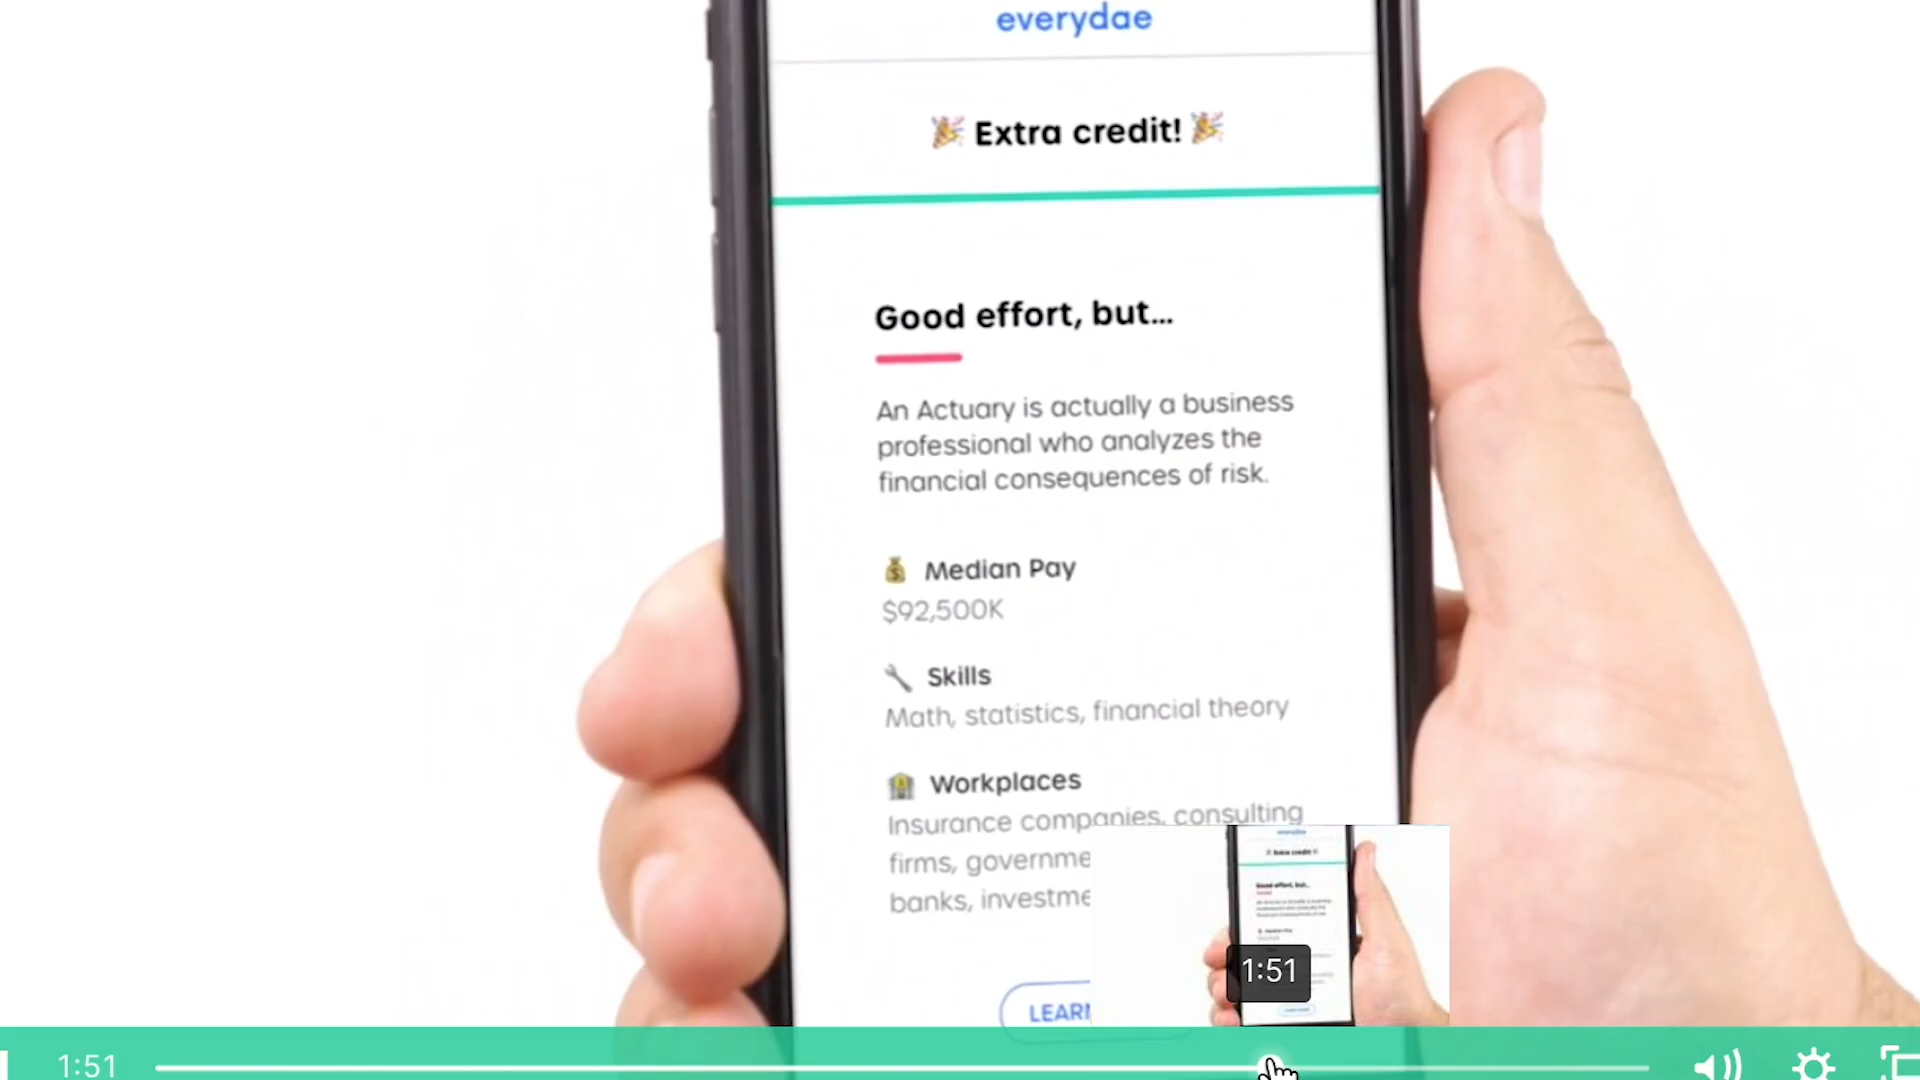 everydae
🎉 Extra credit! 🎉
Good effort, but...
An Actuary is actually a business
professional who analyzes the
financial consequences of risk.
Median Pay
$92,500K
Skills
Math, statistics, financial theory
Workplaces
Insurance companies, consulting
firms, governme
banks, investme
LEARN
1:51
1:51